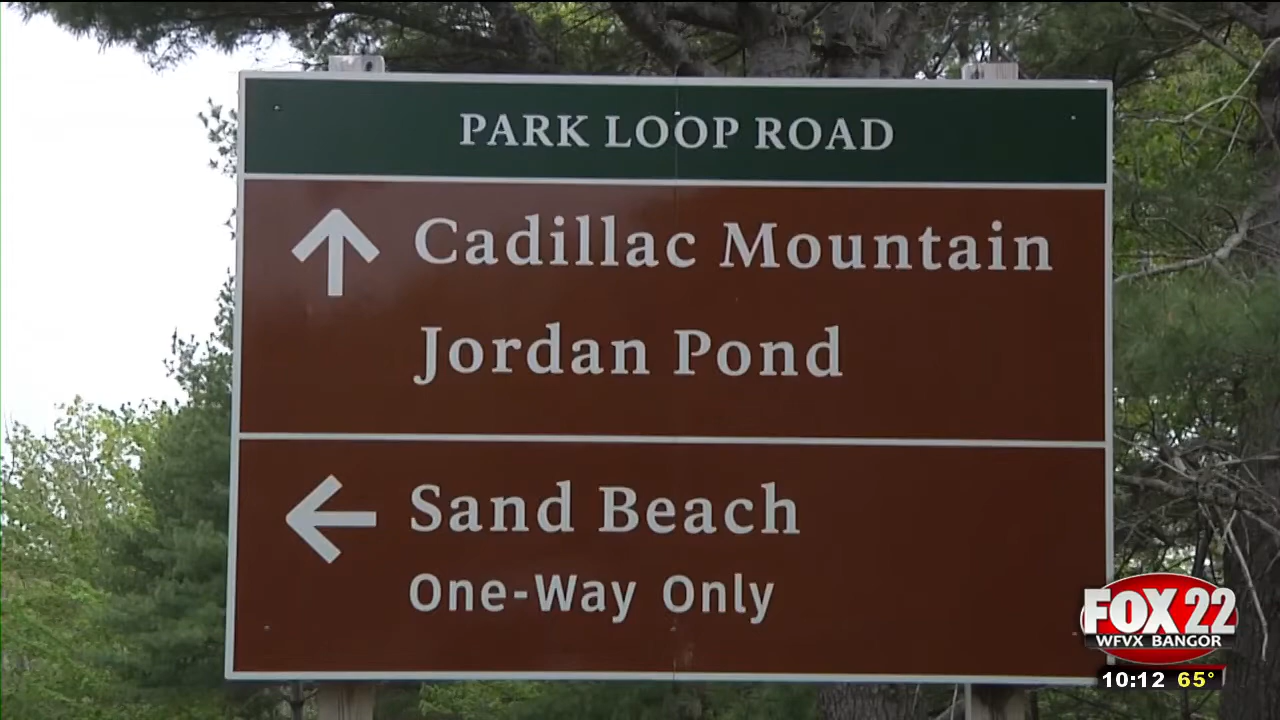 PARK LOOP ROAD
Cadillac Mountain
Jordan Pond
Sand Beach
One-Way Only
FOX 22
WFVX BANGOR
10:12 65°